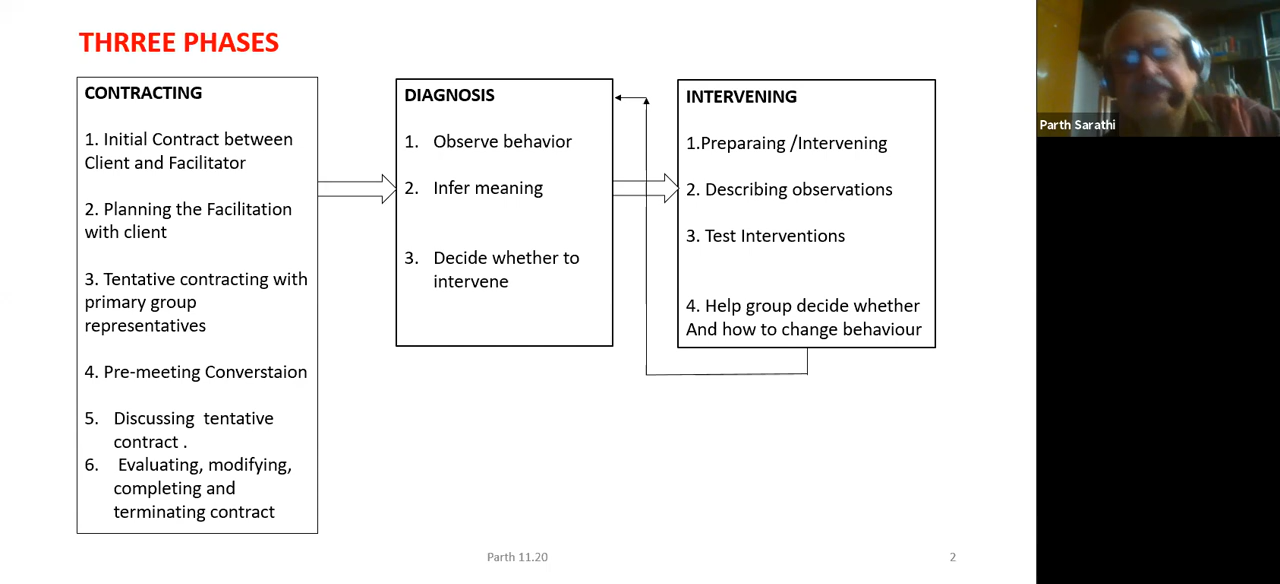 THRREE PHASES
CONTRACTING
1. Initial Contract between
Client and Facilitator
2. Planning the Facilitation
with client
3. Tentative contracting with
primary group
representatives
4. Pre-meeting Converstaion
5. Discussing tentative
contract .
6. Evaluating, modifying,
completing and
terminating contract
DIAGNOSIS
1. Observe behavior
2. Infer meaning
3. Decide whether to
intervene
INTERVENING
1.Preparaing /Intervening
2. Describing observations
3. Test Interventions
4. Help group decide whether
And how to change behaviour
Parth 11.20
2
Parth Sarathi